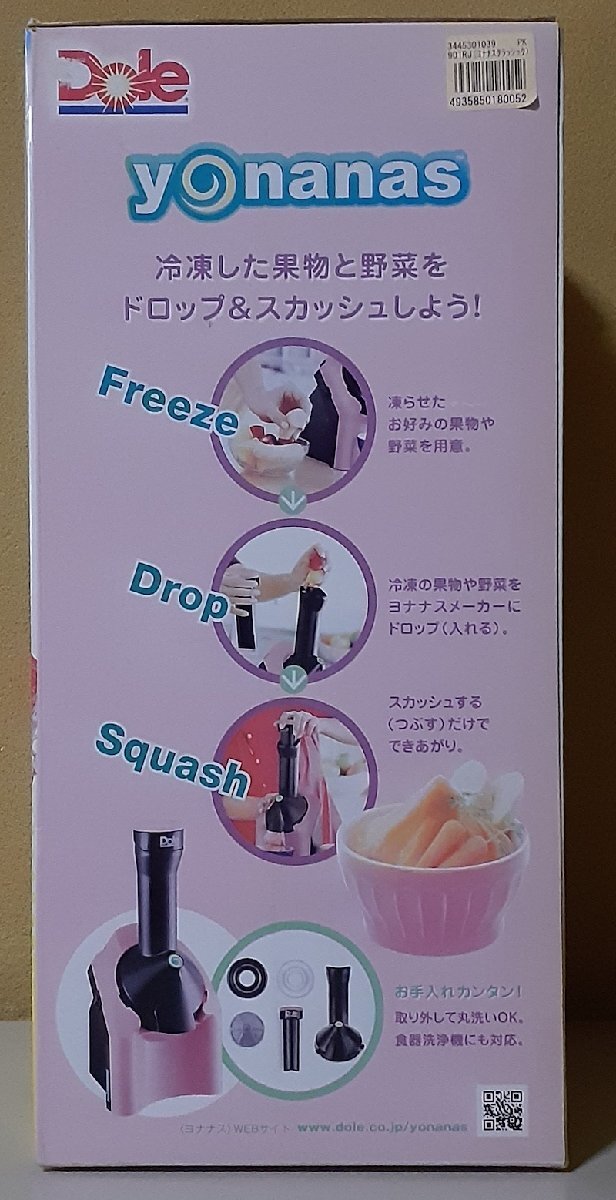 Dole
3445301039 PK
4935850180052
yonanas
冷凍した果物と野菜を
ドロップ&スカッシュしよう!
Freeze
凍らせた
お好みの果物や
野菜を用意。
Drop
冷凍の果物や野菜を
ヨナナスメーカーに
ドロップ(入れる)。
Squash
スカッシュする
(つぶす)だけで
できあがり。
Dole
お手入れカンタン!
取り外して丸洗いOK。
食器洗浄機にも対応。
〈ヨナナス〉WEBサイト www.dole.co.jp/yonanas